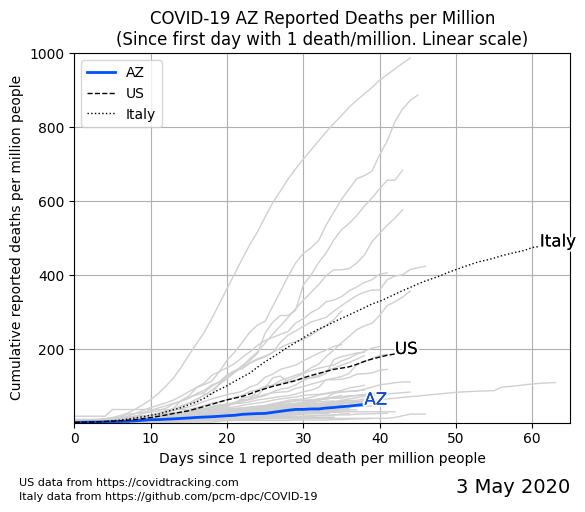 COVID-19 AZ Reported Deaths per Million
(Since first day with 1 death/million. Linear scale)
Cumulative reported deaths per million people
1000
800
600
400
200
AZ
US
Italy
Italy
US
AZ
0 10 20 30 40 50 60
Days since 1 reported death per million people
US data from https://covidtracking.com
Italy data from https://github.com/pcm-dpc/COVID-19
3 May 2020